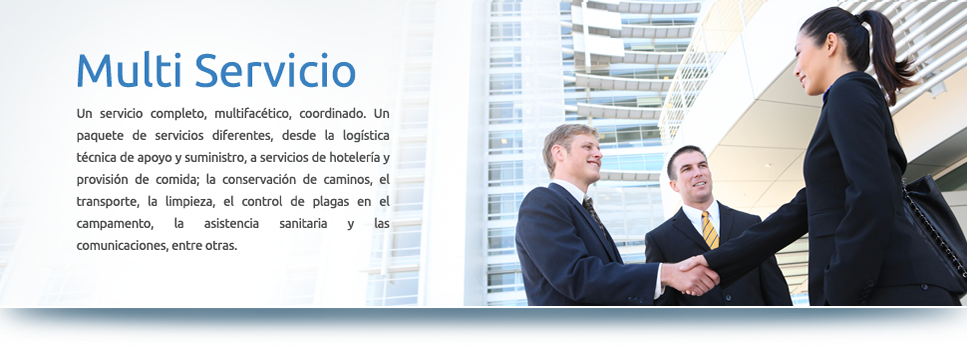 Multi Servicio
Un servicio completo, multifacético, coordinado. Un
paquete de servicios diferentes, desde la logística
técnica de apoyo y suministro, a servicios de hotelería y
provisión de comida; la conservación de caminos, el
transporte, la limpieza, el control de plagas en el
campamento, la asistencia sanitaria y las
comunicaciones, entre otras.